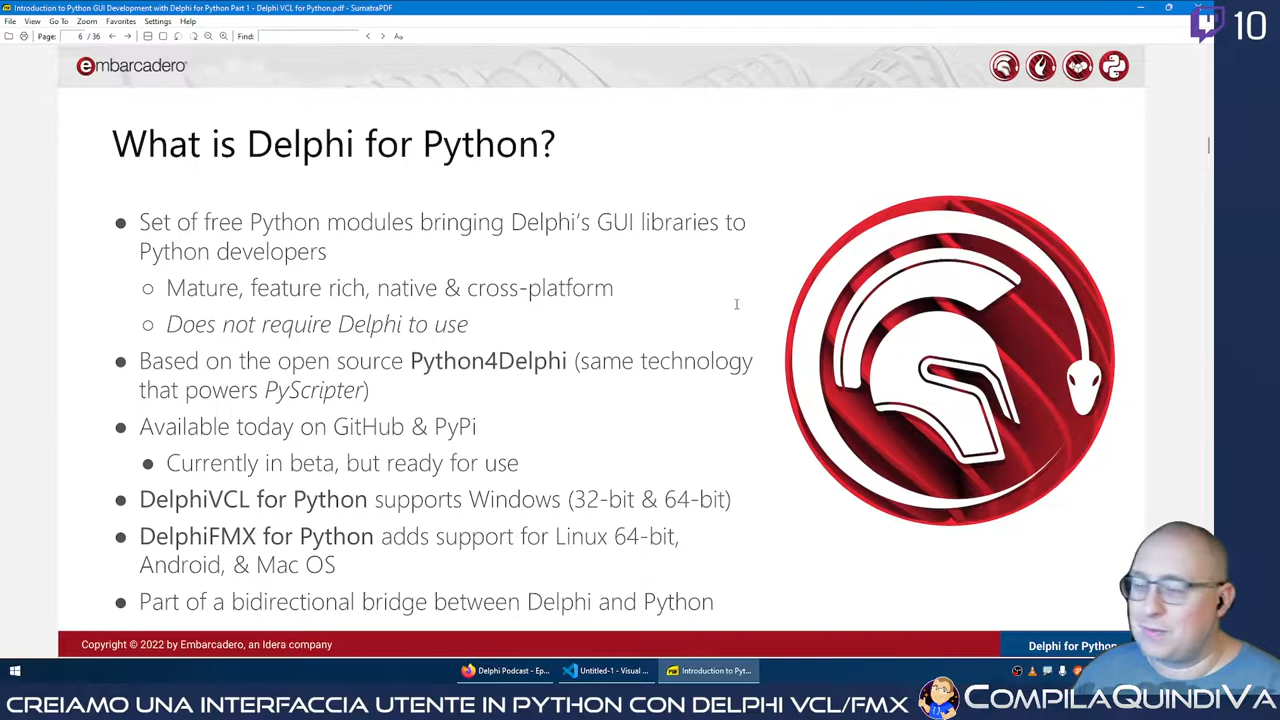 Introduction to Python GUI Development with Delphi for Python Part 1 - Delphi VCL for Python.pdf - SumatraPDF
File View Go To Zoom Favorites Settings Help
Page: 6 / 36 Find: Aa
10
embarcadero
What is Delphi for Python?
● Set of free Python modules bringing Delphi's GUI libraries to
Python developers
○ Mature, feature rich, native & cross-platform
○ Does not require Delphi to use
● Based on the open source Python4Delphi (same technology
that powers PyScripter)
● Available today on GitHub & PyPi
● Currently in beta, but ready for use
● DelphiVCL for Python supports Windows (32-bit & 64-bit)
● DelphiFMX for Python adds support for Linux 64-bit,
Android, & Mac OS
● Part of a bidirectional bridge between Delphi and Python
Copyright © 2022 by Embarcadero, an Idera company
Delphi for Python
Delphi Podcast - Ep... Untitled-1 - Visual ... Introduction to Pyt...
CREIAMO UNA INTERFACCIA UTENTE IN PYTHON CON DELPHI VCL/FMX
COMPILAQUINDIVA